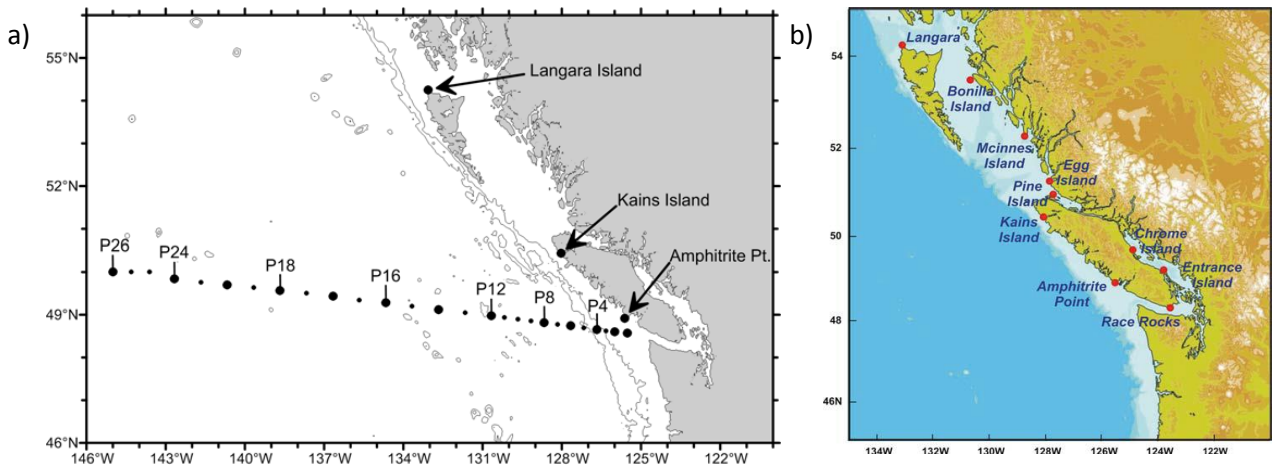 a)
55°N
52°N
49°N
46°N
146°W
143°W
140°W
137°W
134°W
133°W
131°W
128°W
125°W
122°W
Langara Island
Kains Island
Amphitrite Pt.
P26
P24
P18
P16
P12
P8
P4
b)
54
52
50
48
46N
134W
132W
130W
128W
126W
124W
122W
Langara
Bonilla
Island
Mcinnes
Island
Egg
Island
Pine
Island
Kains
Island
Chrome
Island
Entrance
Island
Amphitrite
Point
Race Rocks